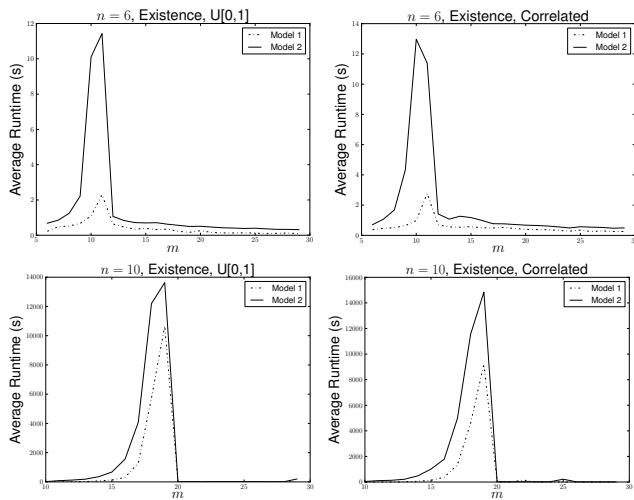 n = 6, Existence, U[0,1]
Average Runtime (s)
12
10
8
6
4
2
0
5
10
15
20
25
30
m
Model 1
Model 2
n = 6, Existence, Correlated
Average Runtime (s)
14
12
10
8
6
4
2
0
5
10
15
20
25
30
m
Model 1
Model 2
n = 10, Existence, U[0,1]
Average Runtime (s)
14000
12000
10000
8000
6000
4000
2000
0
10
15
20
25
30
m
Model 1
Model 2
n = 10, Existence, Correlated
Average Runtime (s)
16000
14000
12000
10000
8000
6000
4000
2000
0
10
15
20
25
30
m
Model 1
Model 2